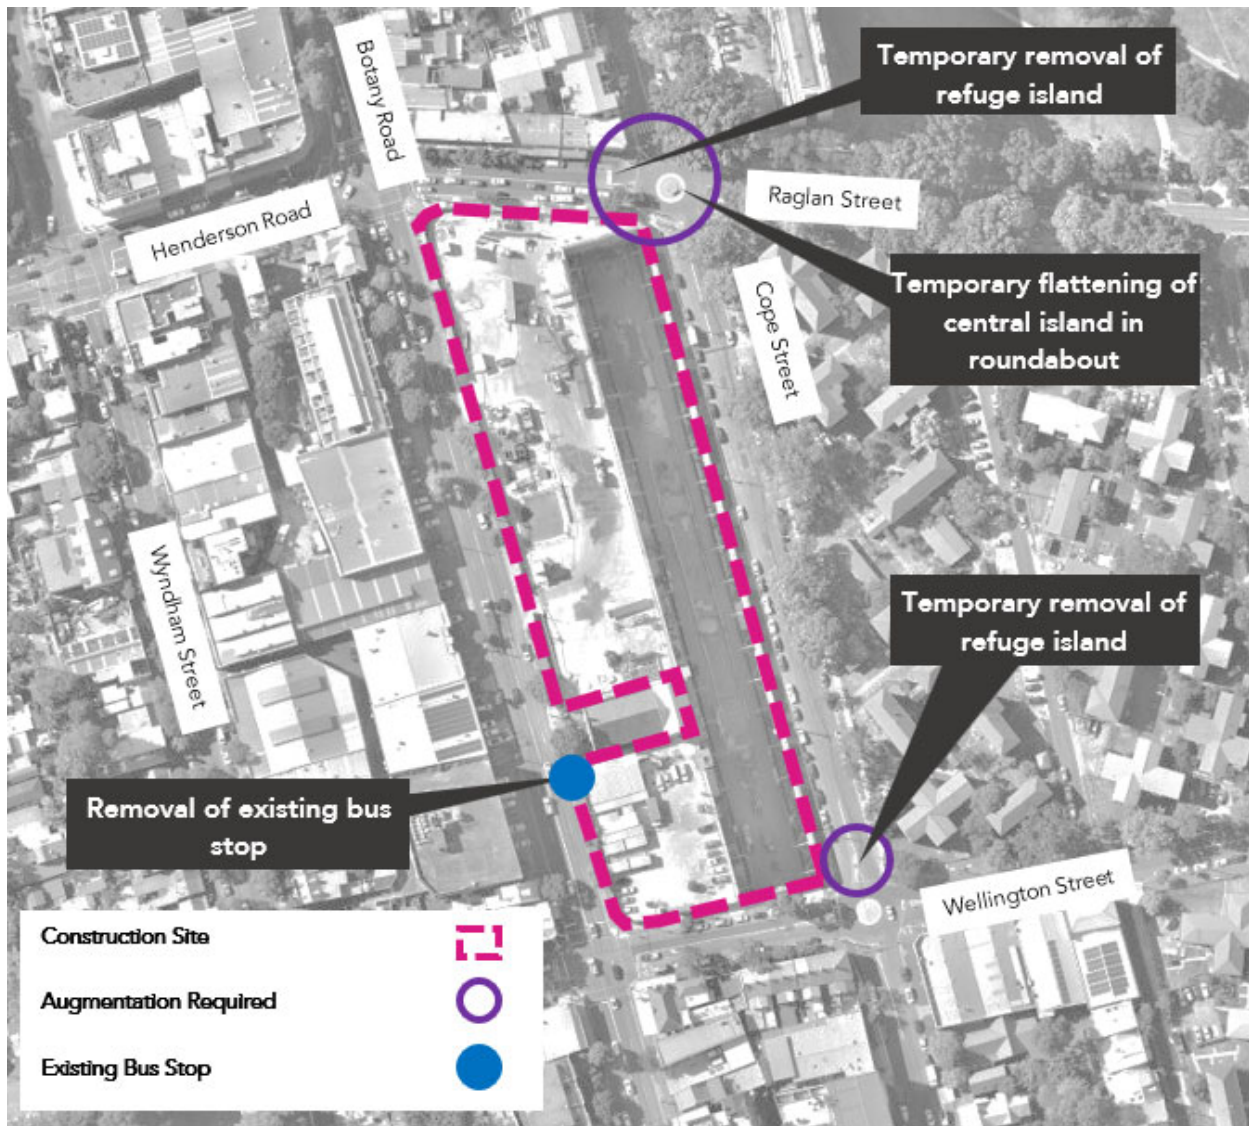 Temporary removal of
refuge island
Botany
Road
Raglan Street
Henderson Road
Temporary flattening of
central island in
roundabout
Cope Street
Wyndham Street
Temporary removal of
refuge island
Removal of existing bus
stop
Wellington Street
Construction Site
Augmentation Required
Existing Bus Stop